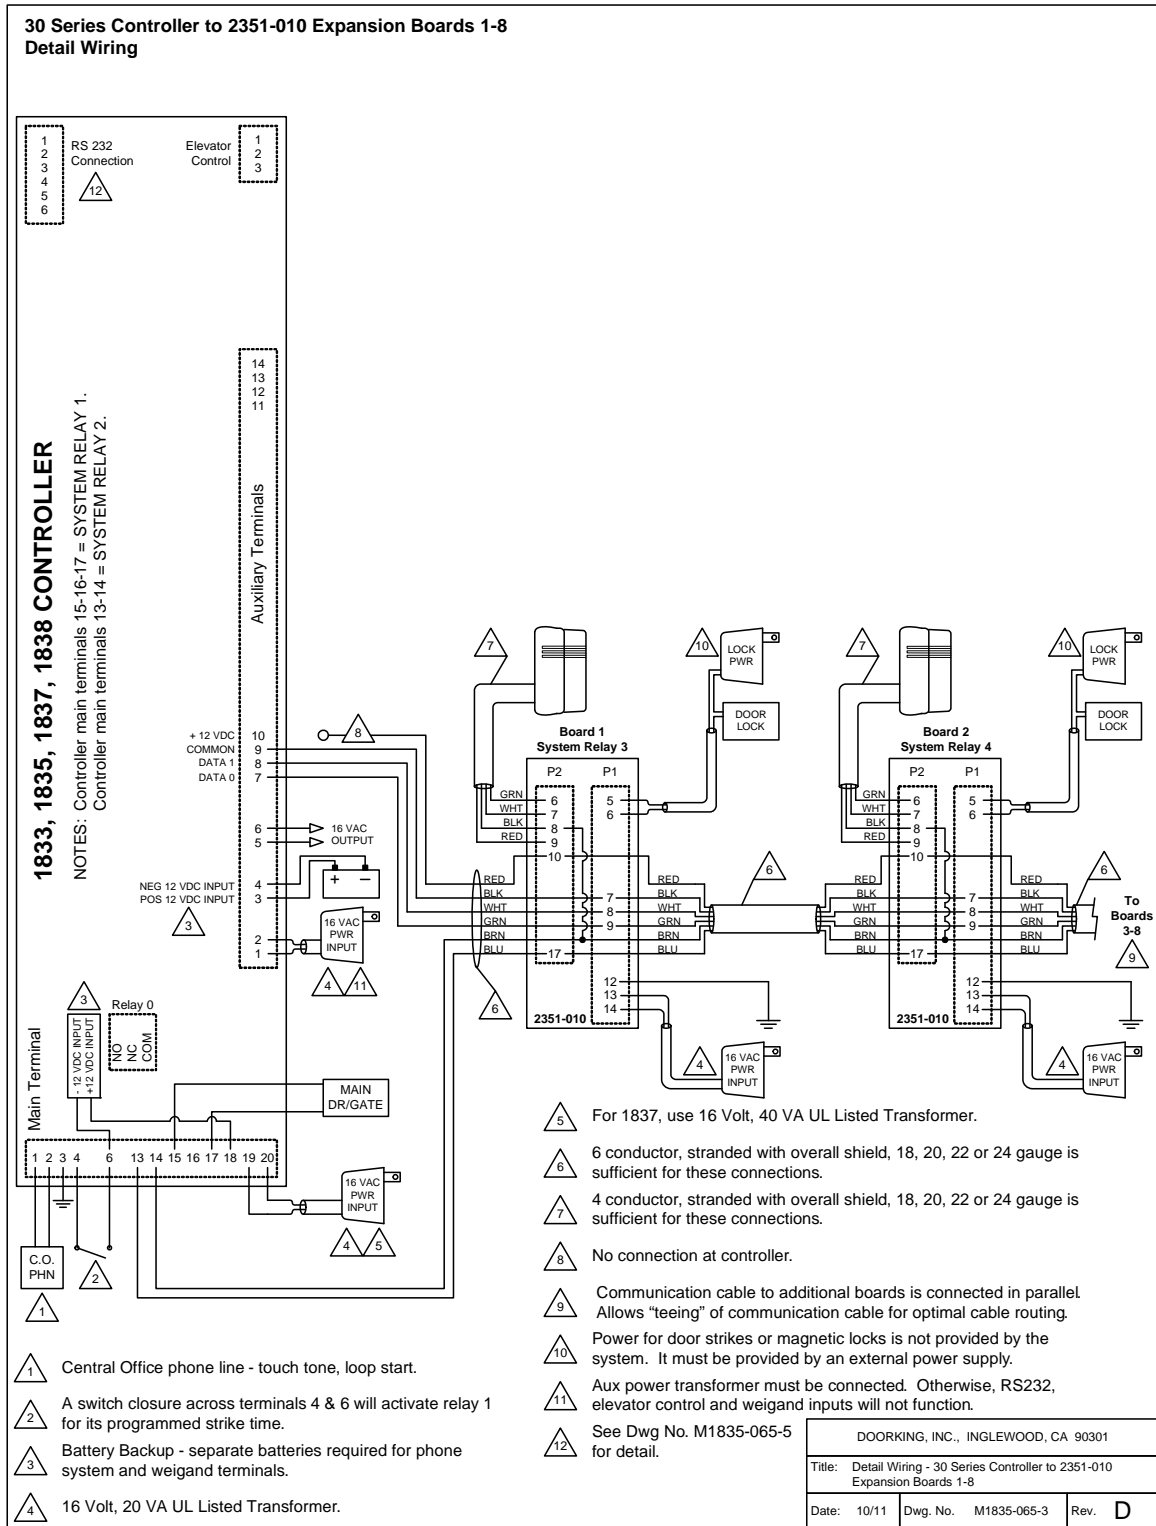 30 Series Controller to 2351-010 Expansion Boards 1-8
Detail Wiring
1
2
3
4
5
6
RS 232
Connection
12
Elevator
Control
1
2
3
1833, 1835, 1837, 1838 CONTROLLER
NOTES: Controller main terminals 15-16-17 = SYSTEM RELAY 1.
Controller main terminals 13-14 = SYSTEM RELAY 2.
14
13
12
11
Auxiliary Terminals
+ 12 VDC 10
COMMON 9
DATA 1 8
DATA 0 7
8
6
5
16 VAC
OUTPUT
NEG 12 VDC INPUT 4
POS 12 VDC INPUT 3
3
+ −
2
1
16 VAC
PWR
INPUT
4 11
3
- 12 VDC INPUT
+12 VDC INPUT
Relay 0
NO
NC
COM
Main Terminal
1 2 3 4 6 13 14 15 16 17 18 19 20
MAIN
DR/GATE
16 VAC
PWR
INPUT
4 5
C.O.
PHN
1
2
7
10
LOCK
PWR
DOOR
LOCK
Board 1
System Relay 3
P2 P1
GRN 6
WHT 7
BLK 8
RED 9
10
5
6
RED RED
BLK 7 BLK
WHT 8 WHT
GRN 9 GRN
BRN BRN
BLU 17 BLU
6
6
12
13
14
2351-010
4
16 VAC
PWR
INPUT
7
10
LOCK
PWR
DOOR
LOCK
Board 2
System Relay 4
P2 P1
GRN 6
WHT 7
BLK 8
RED 9
10
5
6
RED RED
BLK 7 BLK
WHT 8 WHT
GRN 9 GRN
BRN BRN
BLU 17 BLU
6
To
Boards
3-8
9
12
13
14
2351-010
4
16 VAC
PWR
INPUT
1 Central Office phone line - touch tone, loop start.
2 A switch closure across terminals 4 & 6 will activate relay 1
for its programmed strike time.
3 Battery Backup - separate batteries required for phone
system and weigand terminals.
4 16 Volt, 20 VA UL Listed Transformer.
5 For 1837, use 16 Volt, 40 VA UL Listed Transformer.
6 6 conductor, stranded with overall shield, 18, 20, 22 or 24 gauge is
sufficient for these connections.
7 4 conductor, stranded with overall shield, 18, 20, 22 or 24 gauge is
sufficient for these connections.
8 No connection at controller.
9 Communication cable to additional boards is connected in parallel.
Allows “teeing” of communication cable for optimal cable routing.
10 Power for door strikes or magnetic locks is not provided by the
system. It must be provided by an external power supply.
11 Aux power transformer must be connected. Otherwise, RS232,
elevator control and weigand inputs will not function.
12 See Dwg No. M1835-065-5
for detail.
DOORKING, INC., INGLEWOOD, CA 90301
Title: Detail Wiring - 30 Series Controller to 2351-010
Expansion Boards 1-8
Date: 10/11 Dwg. No. M1835-065-3 Rev. D